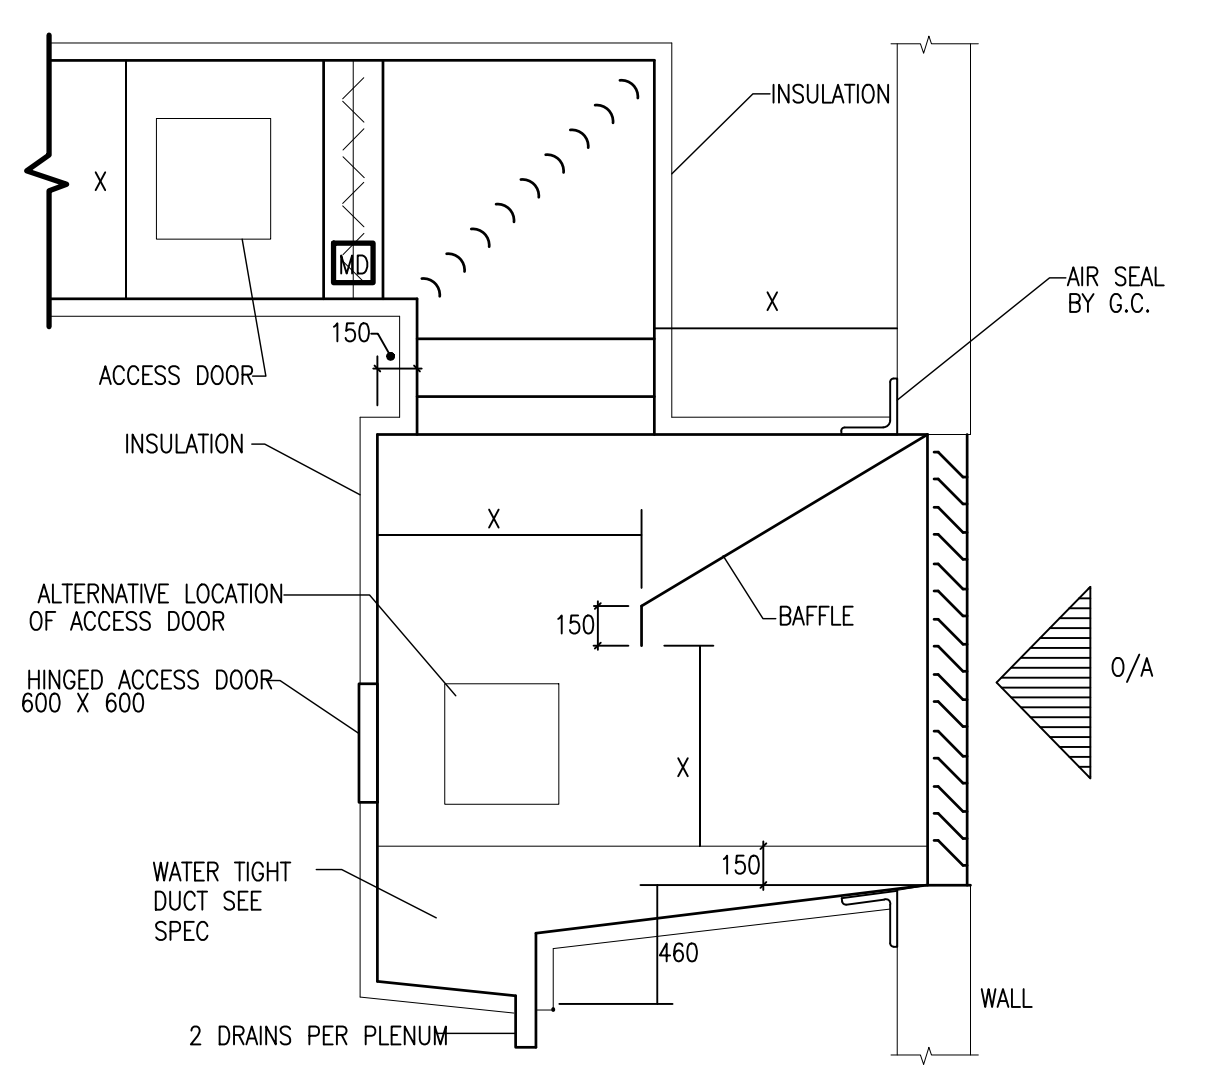 INSULATION
X
MD
AIR SEAL
BY G.C.
X
150
ACCESS DOOR
INSULATION
X
ALTERNATIVE LOCATION
OF ACCESS DOOR
150
BAFFLE
O/A
HINGED ACCESS DOOR
600 X 600
X
150
WATER TIGHT
DUCT SEE
SPEC
460
WALL
2 DRAINS PER PLENUM